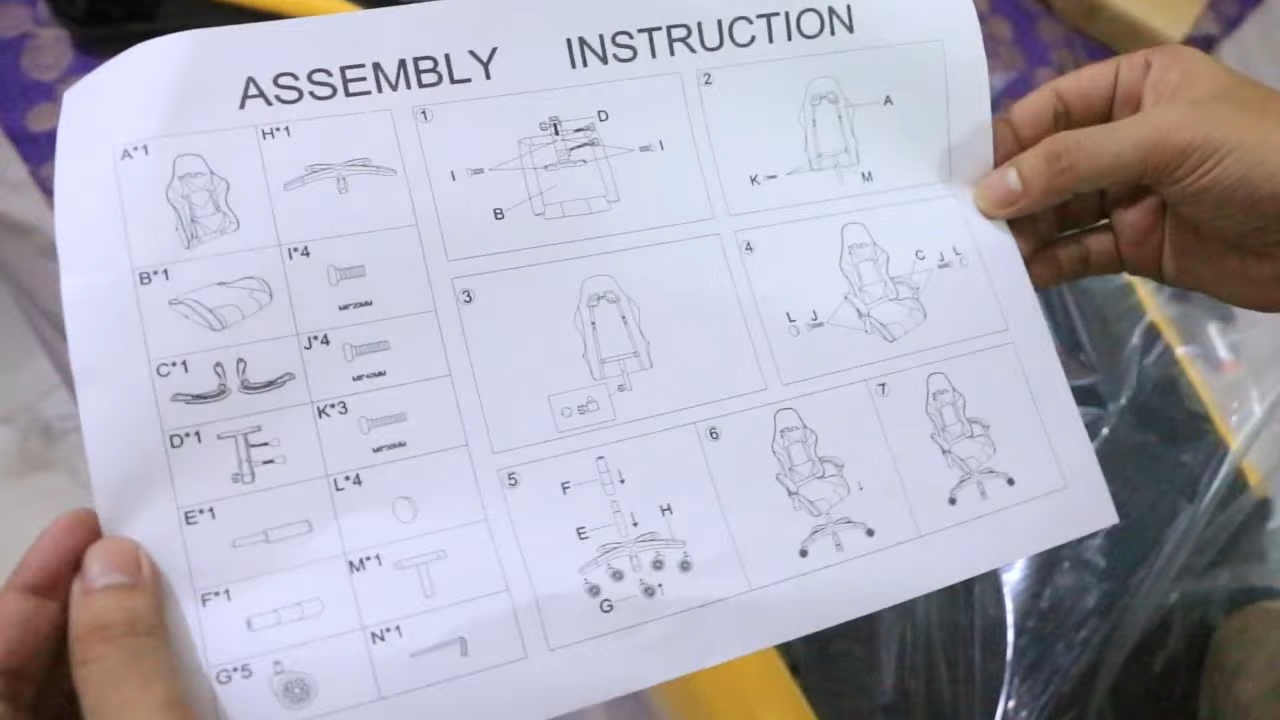 ASSEMBLY INSTRUCTION
A*1
H*1
B*1
I*4
C*1
J*4
D*1
K*3
E*1
L*4
F*1
M*1
G*5
N*1
1
D
I
I
B
2
A
K
M
3
4
C J L
L J
5
F
E
H
G
6
7